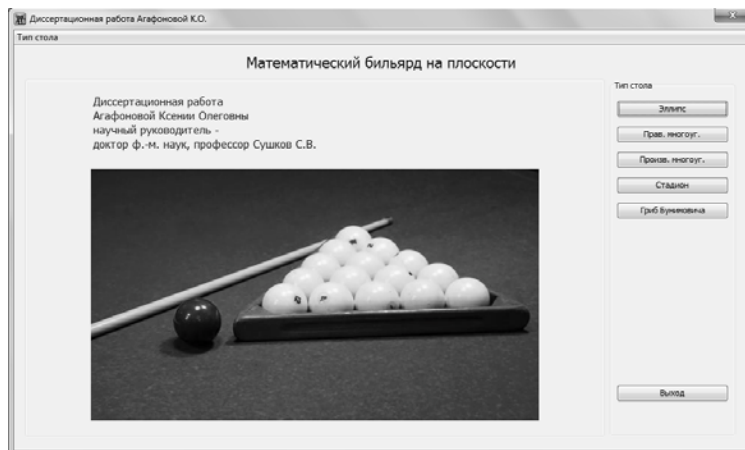 Диссертационная работа Агафоновой К.О.
Тип стола
Математический бильярд на плоскости
Диссертационная работа
Агафоновой Ксении Олеговны
научный руководитель -
доктор ф.-м. наук, профессор Сушков С.В.
Тип стола
Эллипс
Прав. многоуг.
Произв. многоуг.
Стадион
Гриб Бунимовича
Выход